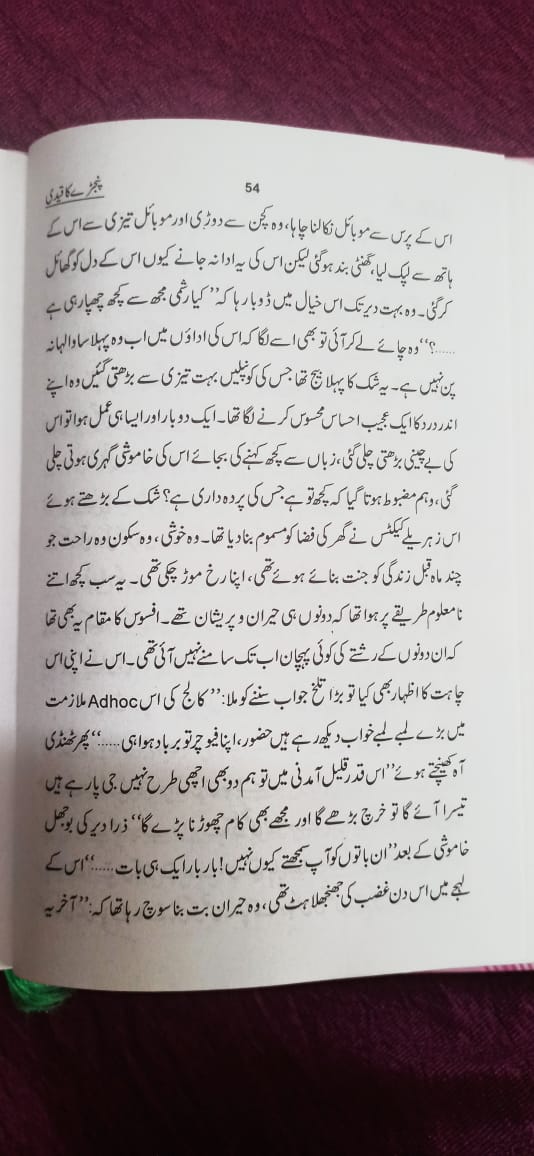 54
پنجڑے کا قیدی
اس کے پرس سے موبائل نکالنا چاہا، وہ کچن سے دوڑی اور موبائل تیزی سے اس کے
ہاتھ سے لپک لیا، گھنٹی بند ہوگئی لیکن اس کی یہ ادا نہ جانے کیوں اس کے دل کو گھائل
کر گئی۔ وہ بہت دیر تک اس خیال میں ڈوبا رہا کہ ’’کیا رشمی مجھ سے کچھ چھپا رہی ہے
......؟‘‘ وہ چائے لے کر آئی تو بھی اسے لگا کہ اس کی اداؤں میں اب وہ پہلا سا والہانہ
پن نہیں ہے۔ یہ شک کا پہلا بیج تھا جس کی کونپلیں بہت تیزی سے بڑھتی گئیں وہ اپنے
اندر درد کا ایک عجیب احساس محسوس کرنے لگا تھا۔ ایک دو بار اور ایسا ہی عمل ہوا تو اس
کی بے چینی بڑھتی چلی گئی، زباں سے کچھ کہنے کی بجائے اس کی خاموشی گہری ہوتی چلی
گئی، وہم مضبوط ہوتا گیا کہ کچھ تو ہے جس کی پردہ داری ہے؟ شک کے بڑھتے ہوئے
اس زہریلے کیکٹس نے گھر کی فضا کو مسموم بنا دیا تھا۔ وہ خوشی، وہ سکون وہ راحت جو
چند ماہ قبل زندگی کو جنت بنائے ہوئے تھی، اپنا رخ موڑ چکی تھی۔ یہ سب کچھ اتنے
نامعلوم طریقے پر ہوا تھا کہ دونوں ہی حیران و پریشان تھے۔ افسوس کا مقام یہ بھی تھا
کہ ان دونوں کے رشتے کی کوئی پہچان اب تک سامنے نہیں آئی تھی۔ اس نے اپنی اس
چاہت کا اظہار بھی کیا تو بڑا تلخ جواب سننے کو ملا: ’’کالج کی اس Adhoc ملازمت
میں بڑے لمبے لمبے خواب دیکھ رہے ہیں حضور، اپنا فیوچر تو برباد ہوا ہی......‘‘ پھر ٹھنڈی
آہ کھینچتے ہوئے ’’اس قدر قلیل آمدنی میں تو ہم دو بھی اچھی طرح نہیں جی پا رہے ہیں
تیسرا آئے گا تو خرچ بڑھے گا اور مجھے بھی کام چھوڑنا پڑے گا‘‘ ذرا دیر کی بوجھل
خاموشی کے بعد ’’ان باتوں کو آپ سمجھتے کیوں نہیں! بار بار ایک ہی بات......‘‘ اس کے
لہجے میں اس دن غضب کی جھنجھلاہٹ تھی، وہ حیران بت بنا سوچ رہا تھا کہ: ’’آخر یہ